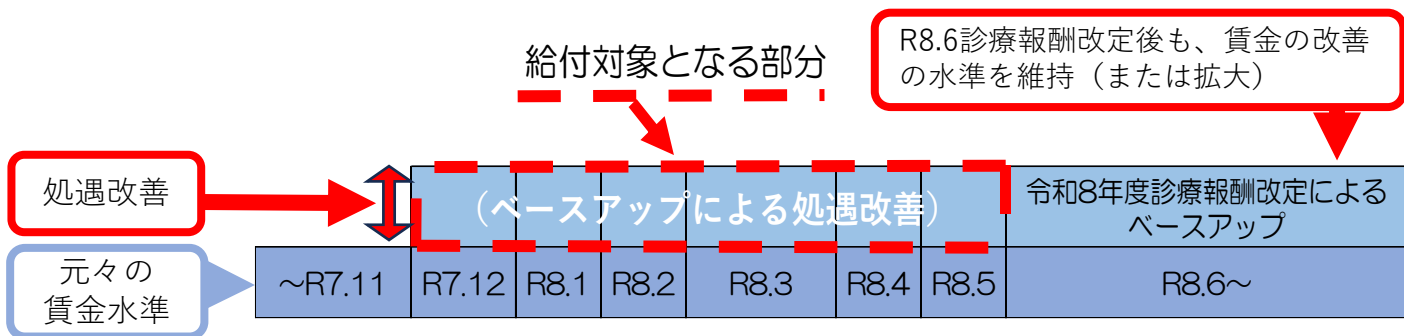 R8.6診療報酬改定後も、賃金の改善
の水準を維持（または拡大）
給付対象となる部分
処遇改善
（ベースアップによる処遇改善）
令和8年度診療報酬改定による
ベースアップ
元々の
賃金水準
～R7.11
R7.12
R8.1
R8.2
R8.3
R8.4
R8.5
R8.6～